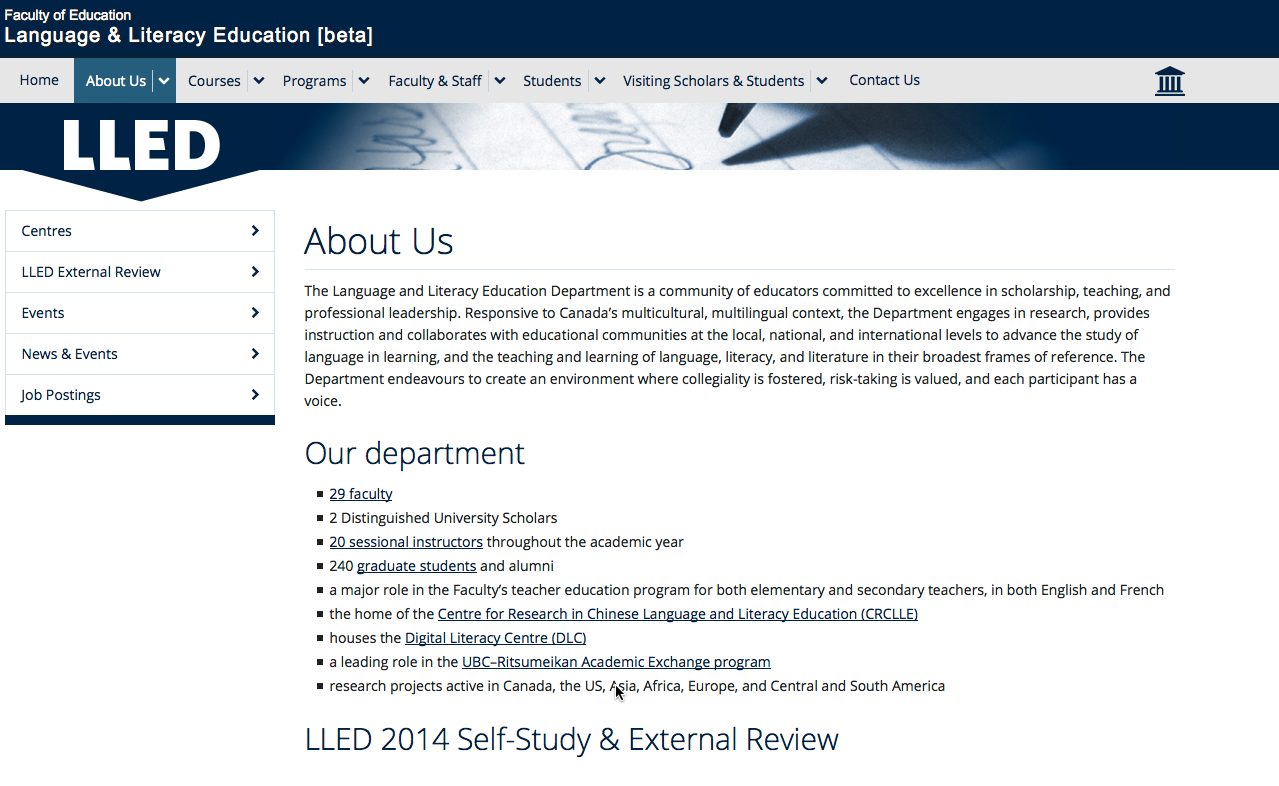 Faculty of Education
Language & Literacy Education [beta]
Home
About Us
Courses
Programs
Faculty & Staff
Students
Visiting Scholars & Students
Contact Us
LLED
Centres
LLED External Review
Events
News & Events
Job Postings
About Us
The Language and Literacy Education Department is a community of educators committed to excellence in scholarship, teaching, and
professional leadership. Responsive to Canada’s multicultural, multilingual context, the Department engages in research, provides
instruction and collaborates with educational communities at the local, national, and international levels to advance the study of
language in learning, and the teaching and learning of language, literacy, and literature in their broadest frames of reference. The
Department endeavours to create an environment where collegiality is fostered, risk-taking is valued, and each participant has a
voice.
Our department
29 faculty
2 Distinguished University Scholars
20 sessional instructors throughout the academic year
240 graduate students and alumni
a major role in the Faculty’s teacher education program for both elementary and secondary teachers, in both English and French
the home of the Centre for Research in Chinese Language and Literacy Education (CRCLLE)
houses the Digital Literacy Centre (DLC)
a leading role in the UBC–Ritsumeikan Academic Exchange program
research projects active in Canada, the US, Asia, Africa, Europe, and Central and South America
LLED 2014 Self-Study & External Review